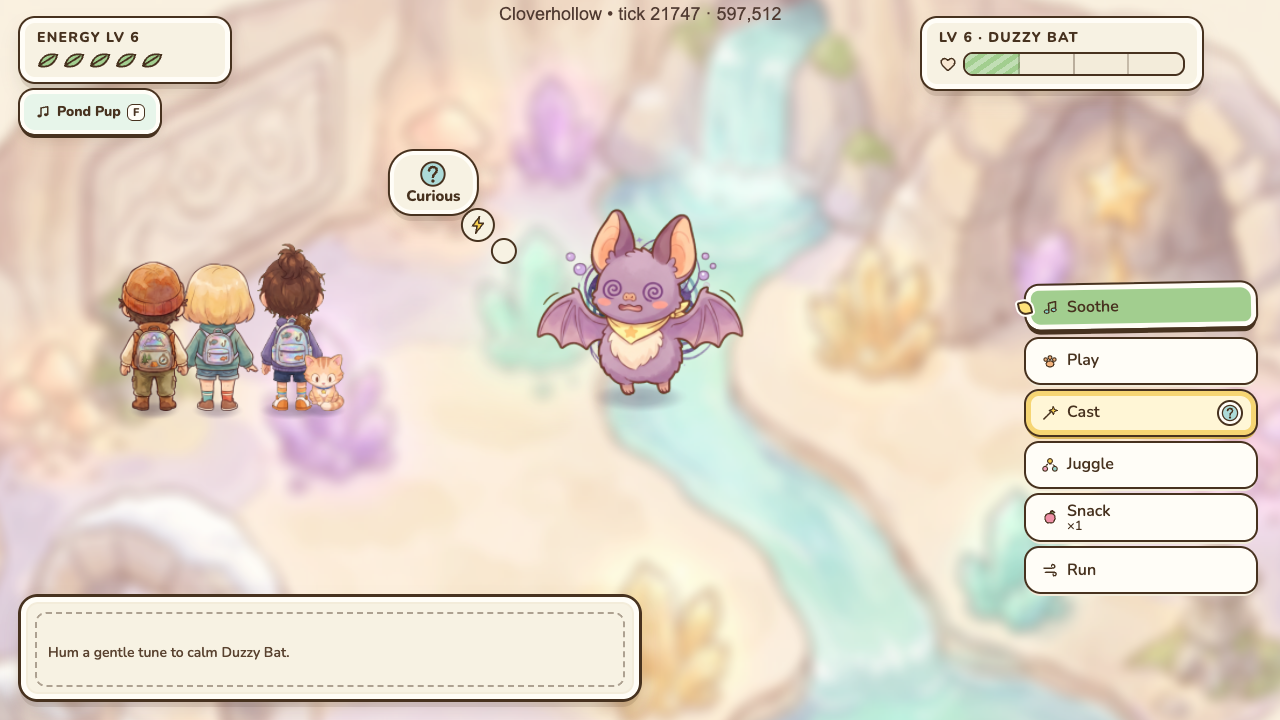 Cloverhollow • tick 21747 · 597,512
ENERGY LV 6
Pond Pup F
LV 6 · DUZZY BAT
?
Curious
Soothe
Play
Cast ?
Juggle
Snack
×1
Run
Hum a gentle tune to calm Duzzy Bat.